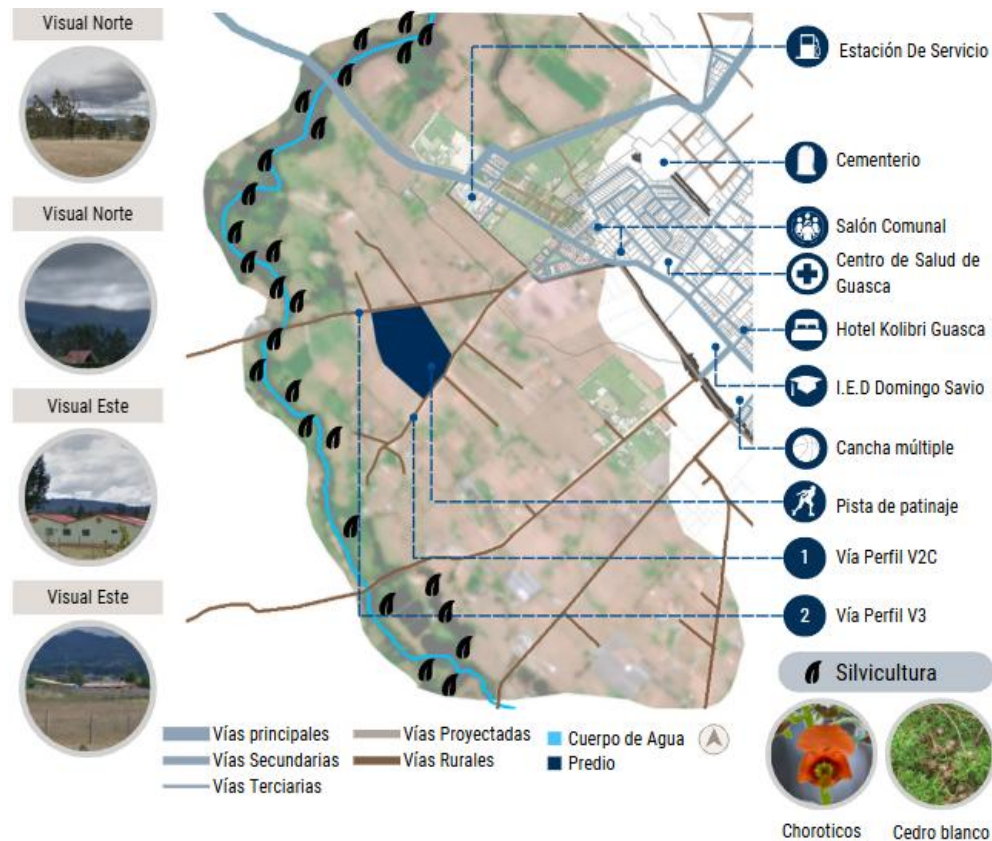 Visual Norte
Visual Norte
Visual Este
Visual Este
Estación De Servicio
Cementerio
Salón Comunal
Centro de Salud de
Guasca
Hotel Kolibri Guasca
I.E.D Domingo Savio
Cancha múltiple
Pista de patinaje
1 Vía Perfil V2C
2 Vía Perfil V3
Silvicultura
Choroticos
Cedro blanco
Vías principales
Vías Secundarias
Vías Terciarias
Vías Proyectadas
Vías Rurales
Cuerpo de Agua
Predio